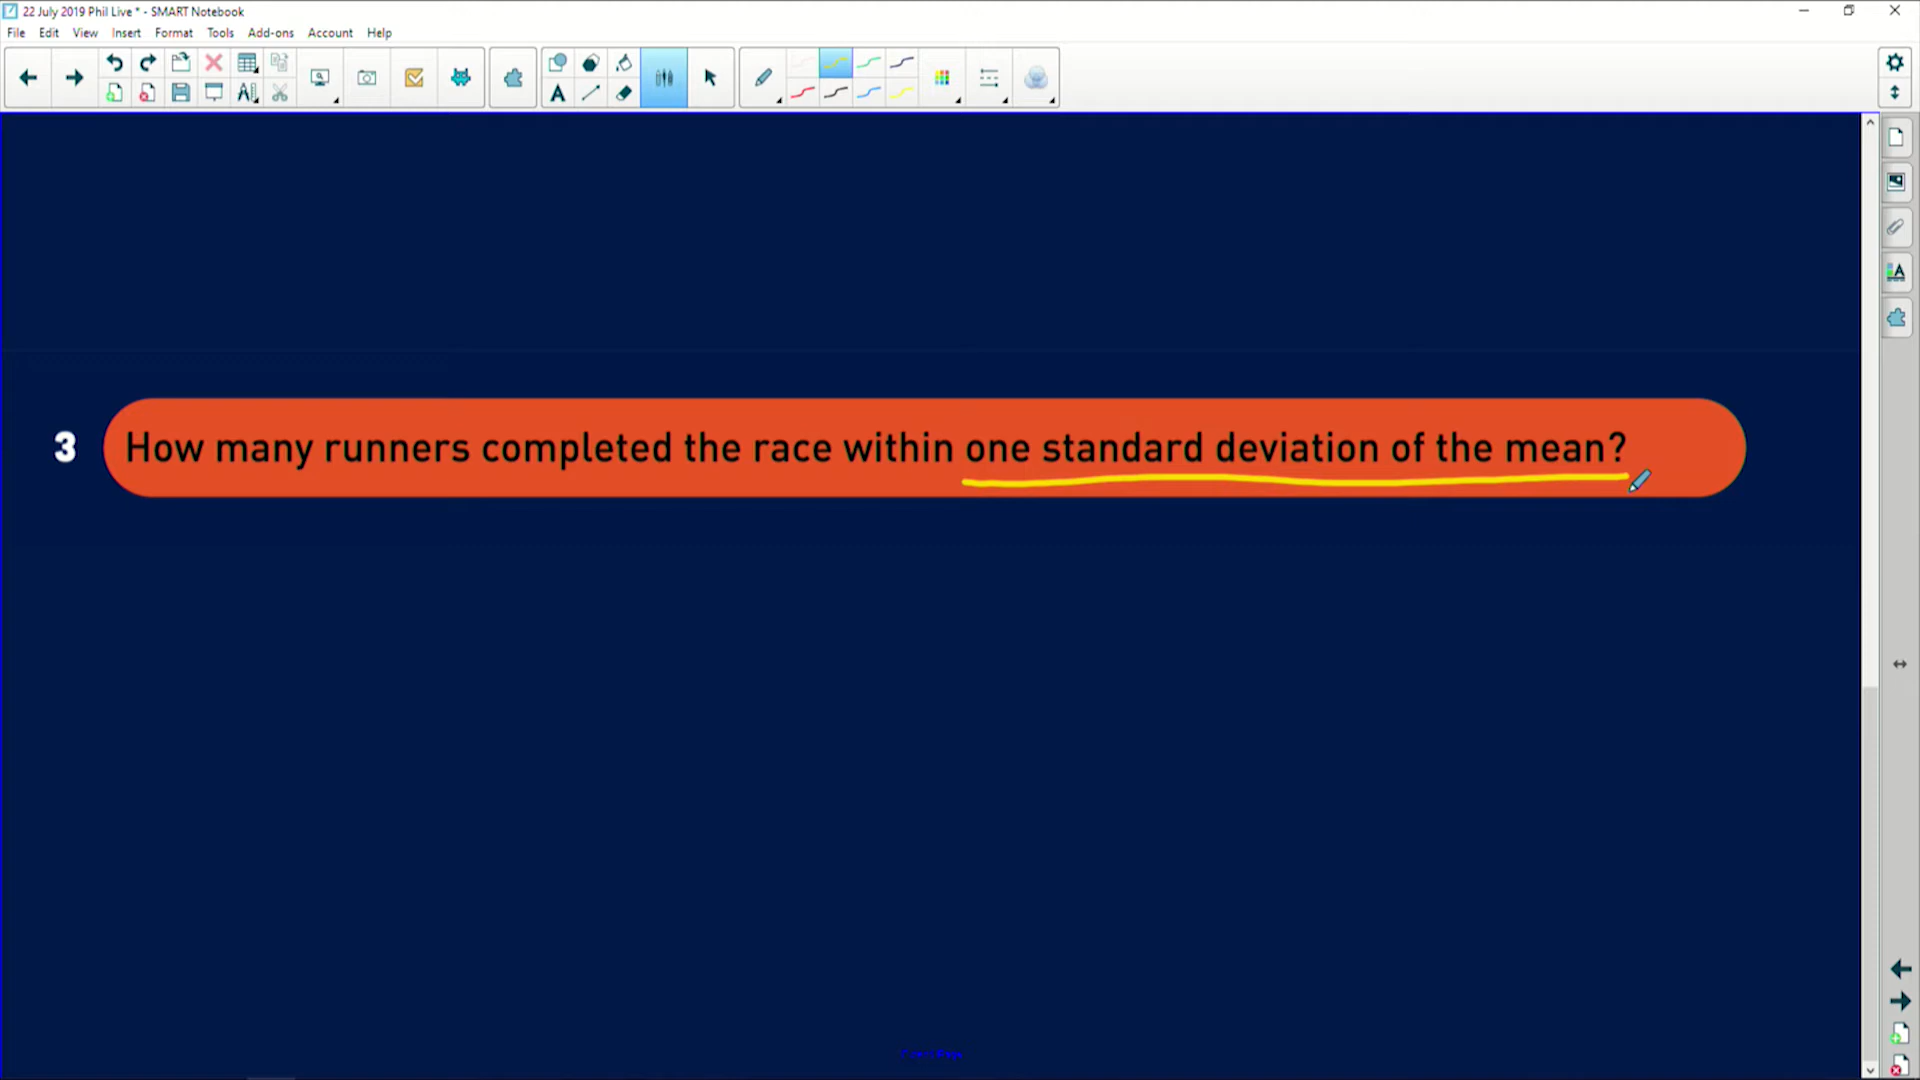 22 July 2019 Phil Live * - SMART Notebook
File Edit View Insert Format Tools Add-ons Account Help
3 How many runners completed the race within one standard deviation of the mean?